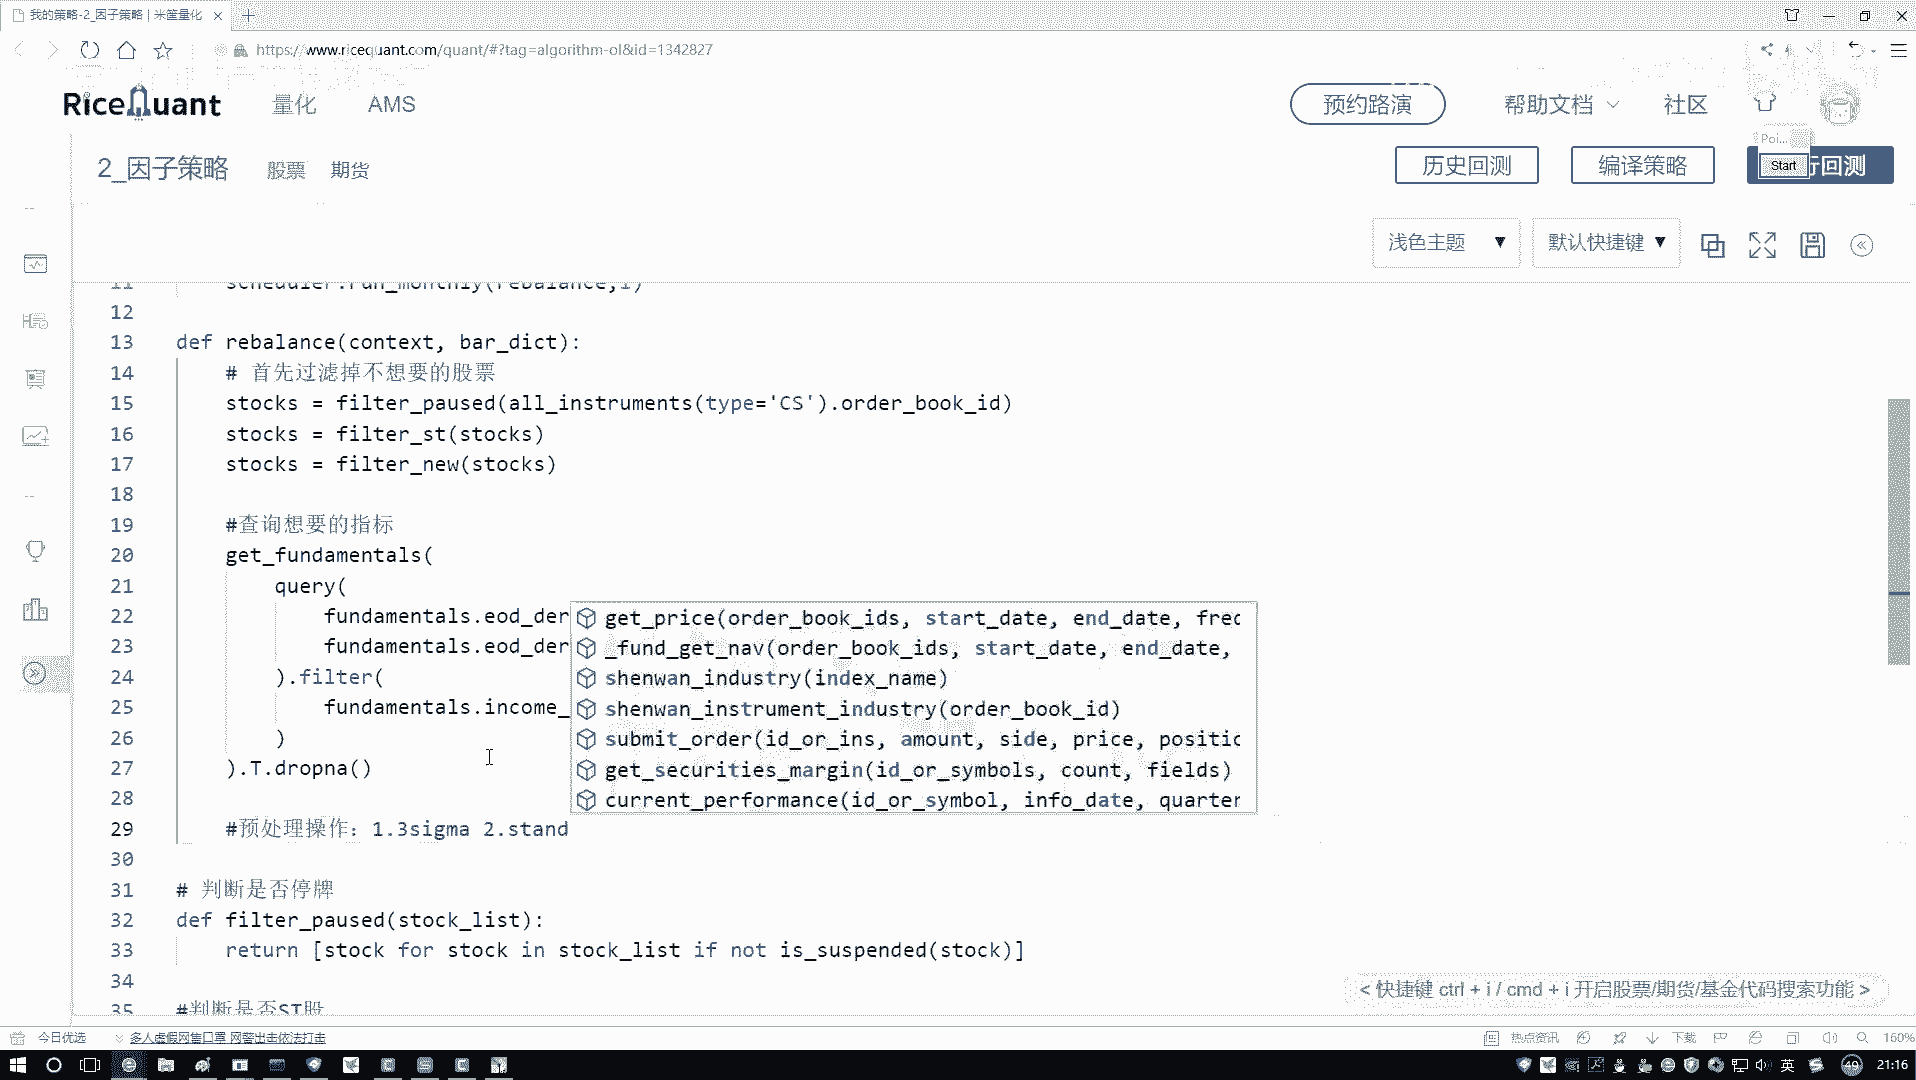 我的策略-2_因子策略 | 米筐量化
https://www.ricequant.com/quant/#?tag=algorithm-ol&id=1342827
RiceQuant 量化 AMS 预约路演 帮助文档 社区
Poi...
2_因子策略 股票 期货 历史回测 编译策略 Start 行回测
浅色主题 默认快捷键
11 scheduler.run_monthly(rebalance,1)
12
13 def rebalance(context, bar_dict):
14 # 首先过滤掉不想要的股票
15 stocks = filter_paused(all_instruments(type='CS').order_book_id)
16 stocks = filter_st(stocks)
17 stocks = filter_new(stocks)
18
19 #查询想要的指标
20 get_fundamentals(
21 query(
22 fundamentals.eod_der
23 fundamentals.eod_der
24 ).filter(
25 fundamentals.income_
26 )
27 ).T.dropna()
28
29 #预处理操作：1.3sigma 2.stand
30
31 # 判断是否停牌
32 def filter_paused(stock_list):
33 return [stock for stock in stock_list if not is_suspended(stock)]
34
35 #判断是否ST股
get_price(order_book_ids, start_date, end_date, freq
_fund_get_nav(order_book_ids, start_date, end_date,
shenwan_industry(index_name)
shenwan_instrument_industry(order_book_id)
submit_order(id_or_ins, amount, side, price, positic
get_securities_margin(id_or_symbols, count, fields)
current_performance(id_or_symbol, info_date, quarter
< 快捷键 ctrl + i / cmd + i 开启股票/期货/基金代码搜索功能 >
今日优选 多人虚假网售口罩 网警出击依法打击 热点资讯 下载 160%
英 49 21:16